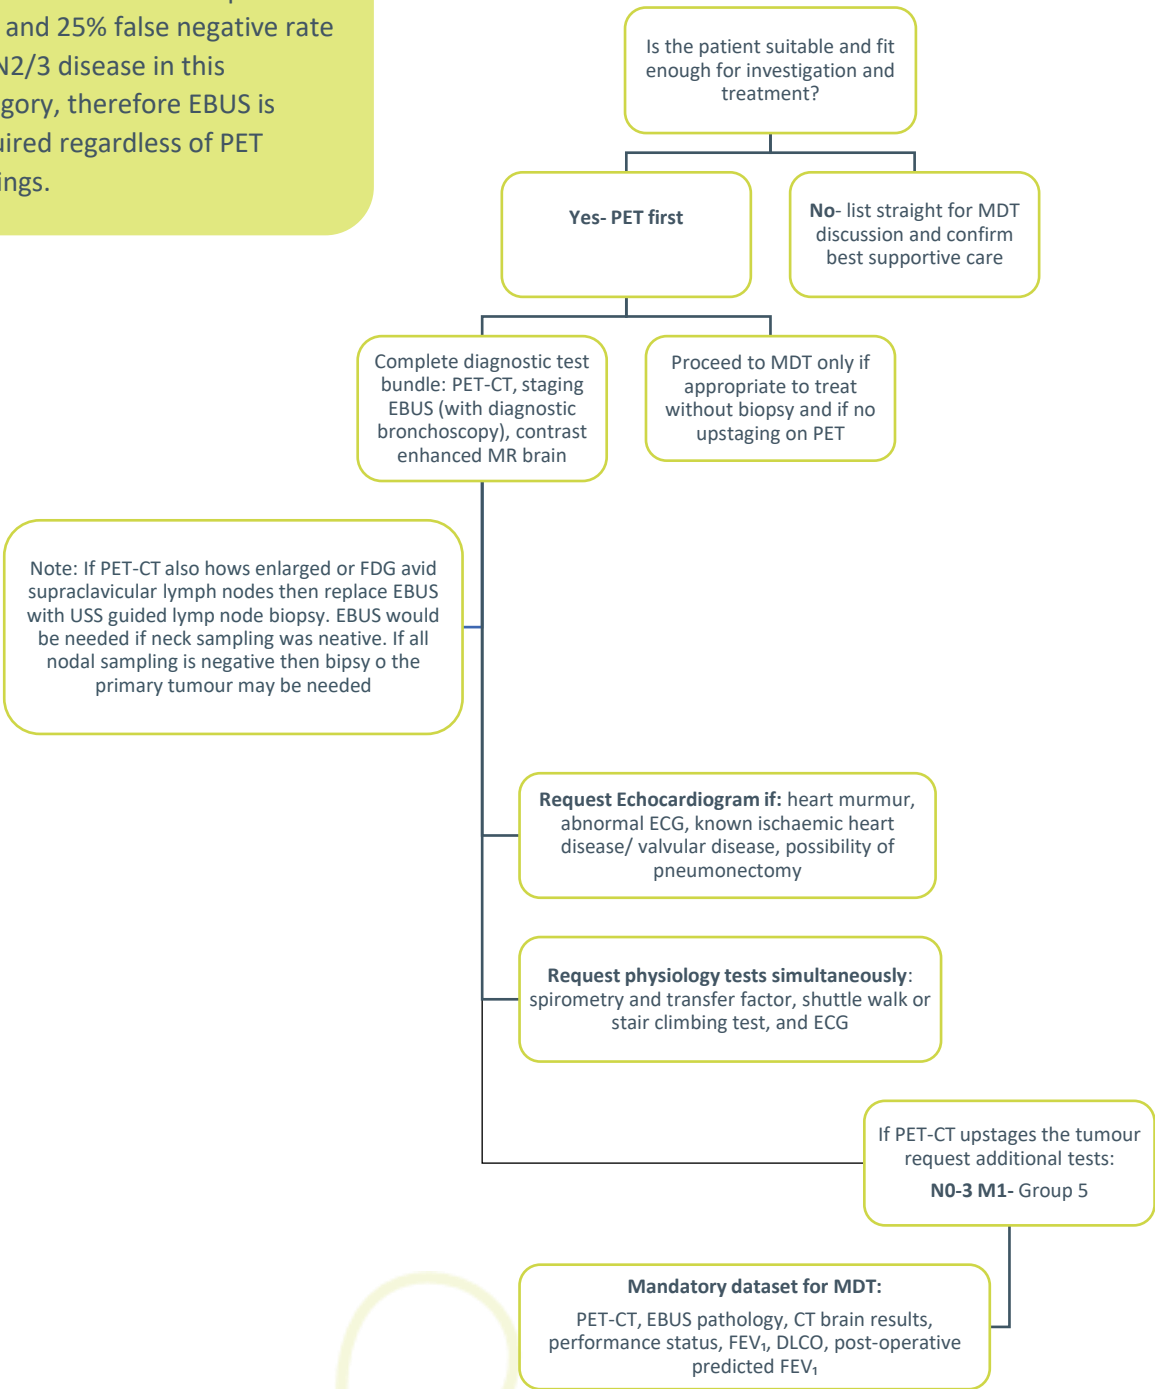 and 25% false negative rate
N2/3 disease in this
therefore EBUS is
regardless of PET
Is the patient suitable and fit
enough for investigation and
treatment?
Yes- PET first
No- list straight for MDT
discussion and confirm
best supportive care
Complete diagnostic test
bundle: PET-CT, staging
EBUS (with diagnostic
bronchoscopy), contrast
enhanced MR brain
Proceed to MDT only if
appropriate to treat
without biopsy and if no
upstaging on PET
Note: If PET-CT also hows enlarged or FDG avid
supraclavicular lymph nodes then replace EBUS
with USS guided lymp node biopsy. EBUS would
be needed if neck sampling was neative. If all
nodal sampling is negative then bipsy o the
primary tumour may be needed
Request Echocardiogram if: heart murmur,
abnormal ECG, known ischaemic heart
disease/ valvular disease, possibility of
pneumonectomy
Request physiology tests simultaneously:
spirometry and transfer factor, shuttle walk or
stair climbing test, and ECG
If PET-CT upstages the tumour
request additional tests:
N0-3 M1- Group 5
Mandatory dataset for MDT:
PET-CT, EBUS pathology, CT brain results,
performance status, FEV₁, DLCO, post-operative
predicted FEV₁